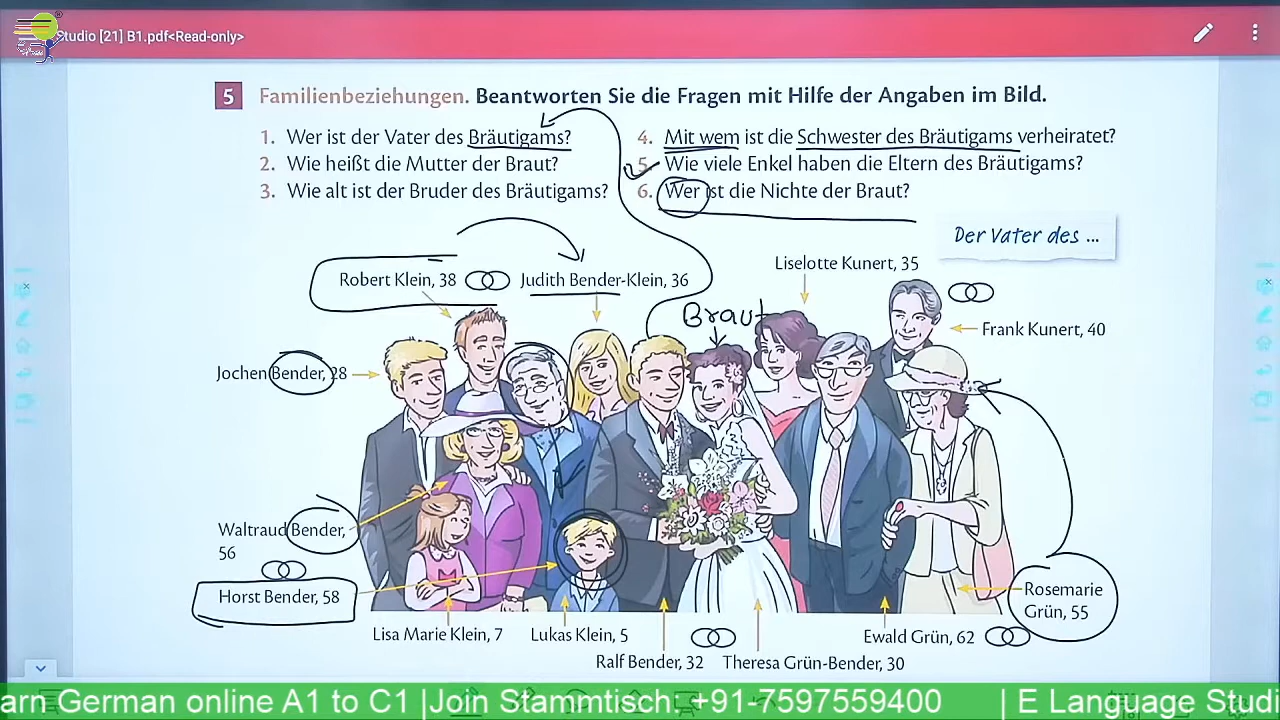 Studio [21] B1.pdf<Read-only>
5 Familienbeziehungen. Beantworten Sie die Fragen mit Hilfe der Angaben im Bild.
1. Wer ist der Vater des Bräutigams?
2. Wie heißt die Mutter der Braut?
3. Wie alt ist der Bruder des Bräutigams?
4. Mit wem ist die Schwester des Bräutigams verheiratet?
5. Wie viele Enkel haben die Eltern des Bräutigams?
6. Wer ist die Nichte der Braut?
Der Vater des ...
Liselotte Kunert, 35
Robert Klein, 38
Judith Bender-Klein, 36
Braut
Frank Kunert, 40
Jochen Bender, 28
Waltraud Bender,
56
Horst Bender, 58
Rosemarie
Grün, 55
Lisa Marie Klein, 7
Lukas Klein, 5
Ewald Grün, 62
Ralf Bender, 32
Theresa Grün-Bender, 30
arn German online A1 to C1 |Join Stammtisch: +91-7597559400 | E Language Studi